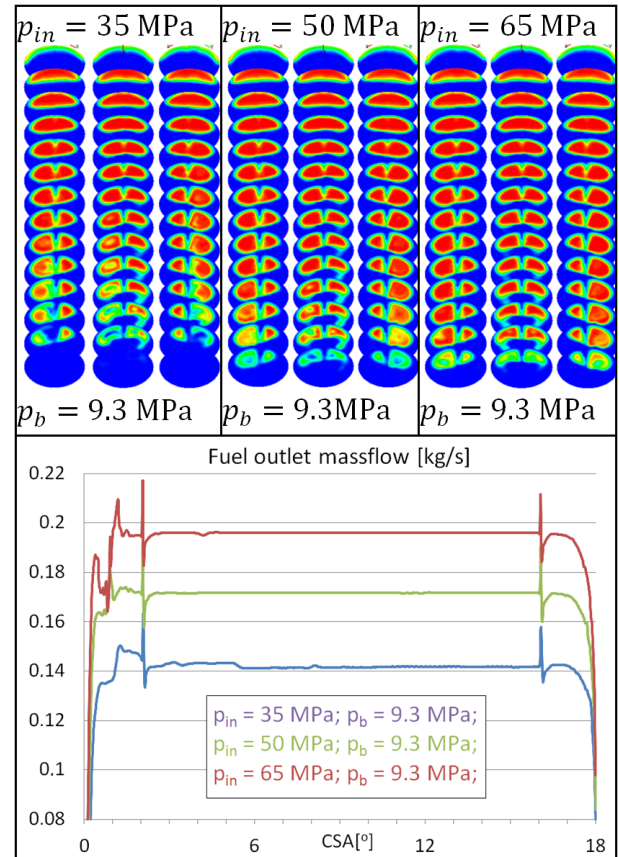 p_in = 35 MPa p_in = 50 MPa p_in = 65 MPa
p_b = 9.3 MPa p_b = 9.3MPa p_b = 9.3 MPa
Fuel outlet massflow [kg/s]
0.22
0.2
0.18
0.16
0.14
0.12
0.1
0.08
p_in = 35 MPa; p_b = 9.3 MPa;
p_in = 50 MPa; p_b = 9.3 MPa;
p_in = 65 MPa; p_b = 9.3 MPa;
0 6 CSA[°] 12 18